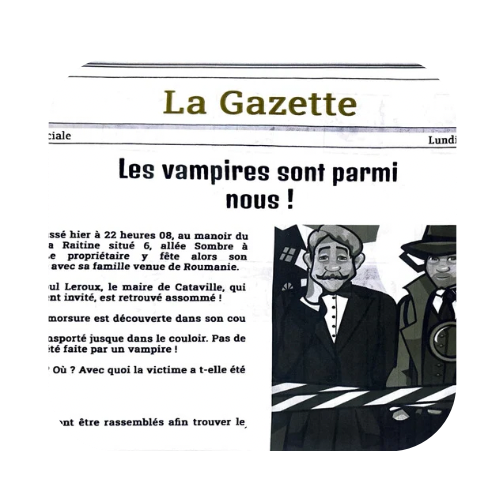 La Gazette
ciale Lundi
Les vampires sont parmi
nous !
ssé hier à 22 heures 08, au manoir du
a Raitine situé 6, allée Sombre à
e propriétaire y fête alors son
avec sa famille venue de Roumanie.
ul Leroux, le maire de Cataville, qui
ent invité, est retrouvé assommé !
morsure est découverte dans son cou
nsporté jusque dans le couloir. Pas de
été faite par un vampire !
? Où ? Avec quoi la victime a t-elle été
ont être rassemblés afin trouver le